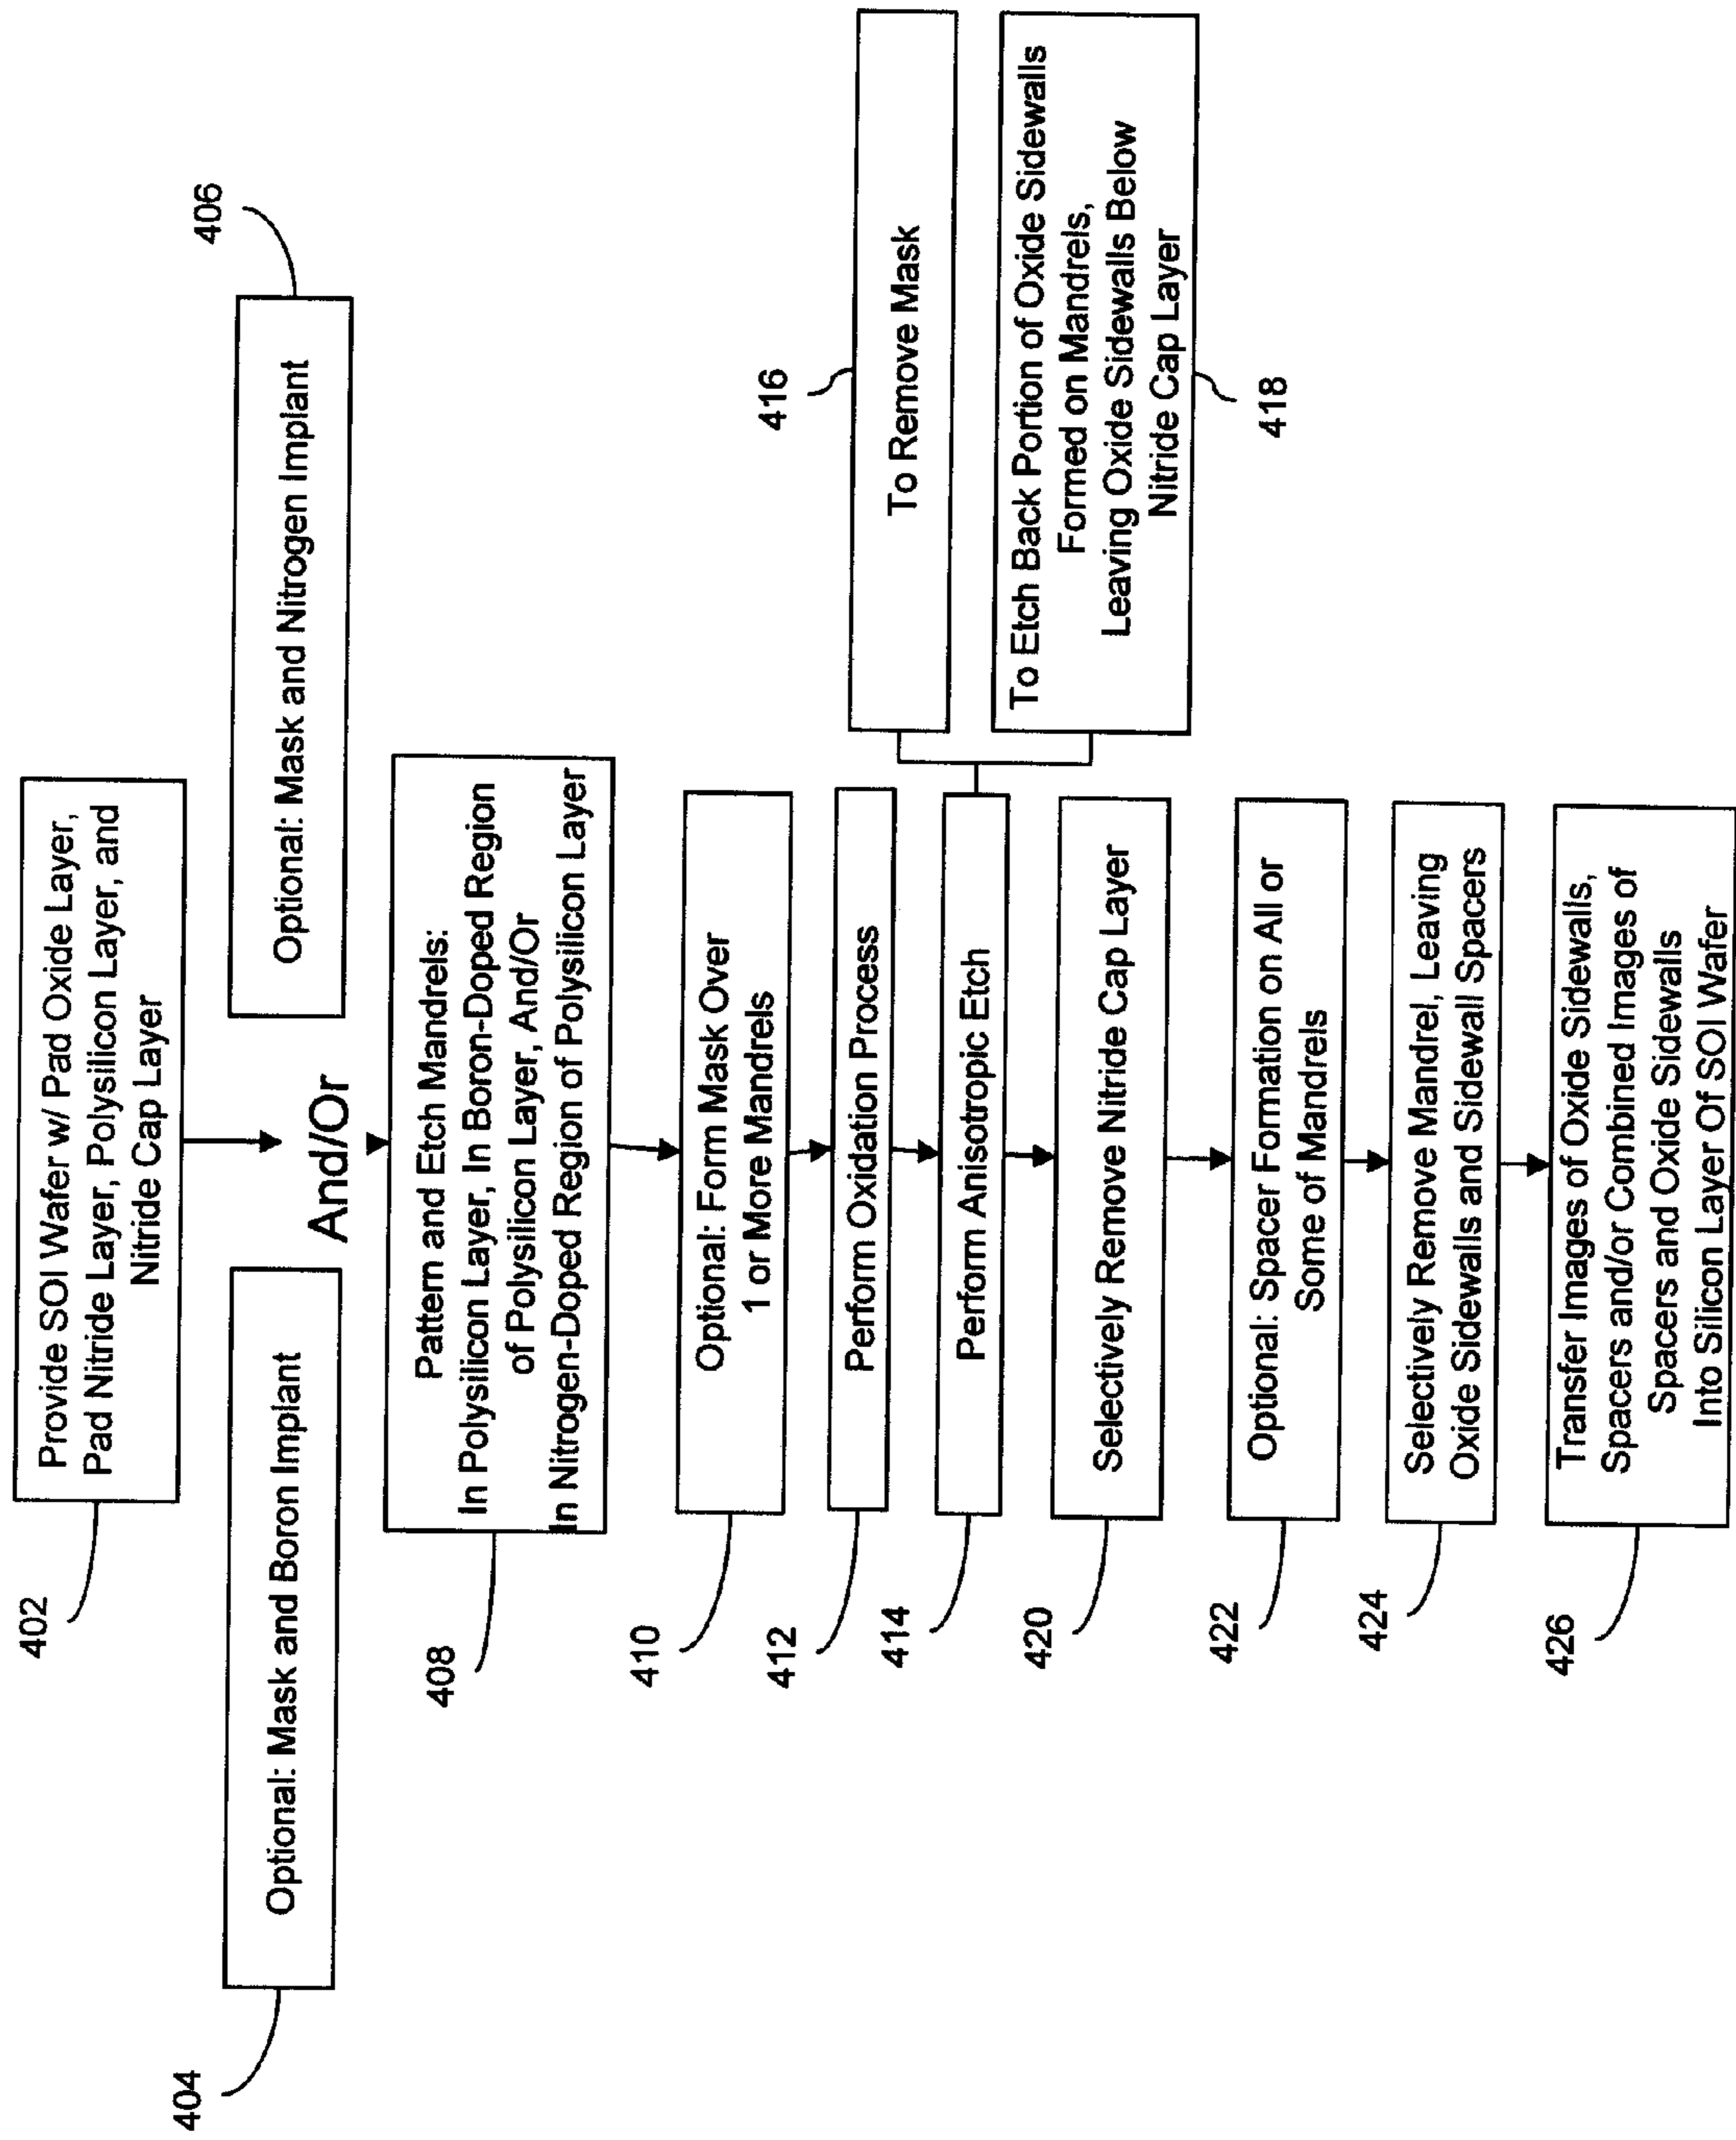 402
Provide SOI Wafer w/ Pad Oxide Layer,
Pad Nitride Layer, Polysilicon Layer, and
Nitride Cap Layer
404
Optional: Mask and Boron Implant
And/Or
Optional: Mask and Nitrogen Implant
406
408
Pattern and Etch Mandrels:
In Polysilicon Layer, In Boron-Doped Region
of Polysilicon Layer, And/Or
In Nitrogen-Doped Region of Polysilicon Layer
410
Optional: Form Mask Over
1 or More Mandrels
412
Perform Oxidation Process
414
Perform Anisotropic Etch
416
To Remove Mask
To Etch Back Portion of Oxide Sidewalls
Formed on Mandrels,
Leaving Oxide Sidewalls Below
Nitride Cap Layer
418
420
Selectively Remove Nitride Cap Layer
422
Optional: Spacer Formation on All or
Some of Mandrels
424
Selectively Remove Mandrel, Leaving
Oxide Sidewalls and Sidewall Spacers
426
Transfer Images of Oxide Sidewalls,
Spacers and/or Combined Images of
Spacers and Oxide Sidewalls
Into Silicon Layer Of SOI Wafer